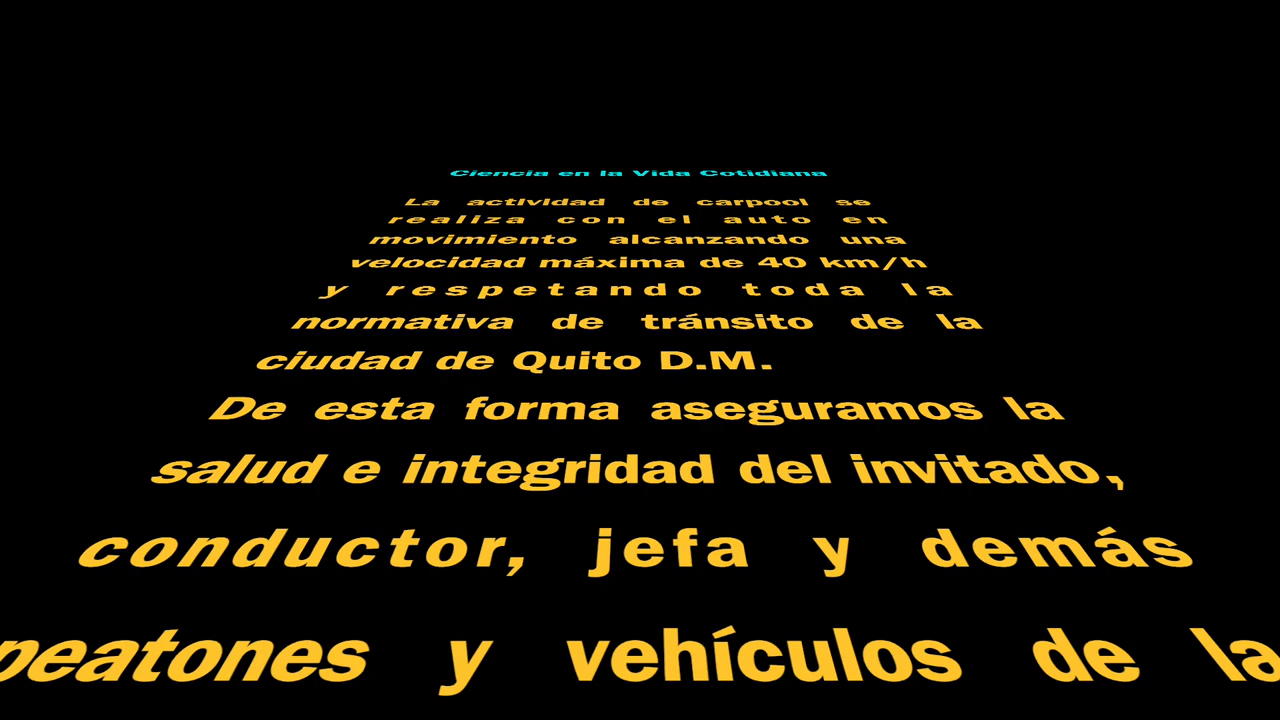 Ciencia en la Vida Cotidiana
La actividad de carpool se
realiza con el auto en
movimiento alcanzando una
velocidad máxima de 40 km/h
y respetando toda la
normativa de tránsito de la
ciudad de Quito D.M.
De esta forma aseguramos la
salud e integridad del invitado,
conductor, jefa y demás
peatones y vehículos de la